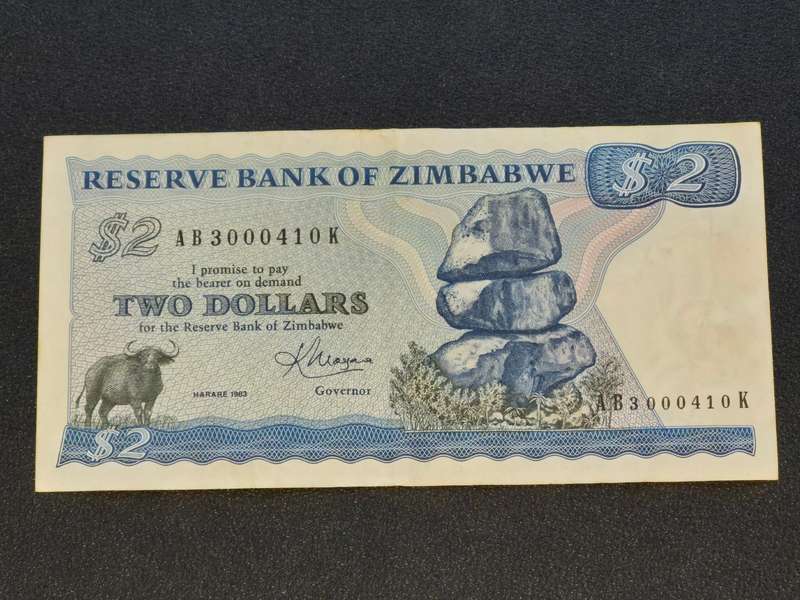 RESERVE BANK OF ZIMBABWE
$2
$2
AB3000410K
I promise to pay
the bearer on demand
TWO DOLLARS
for the Reserve Bank of Zimbabwe
HARARE 1983
Governor
AB3000410K
$2